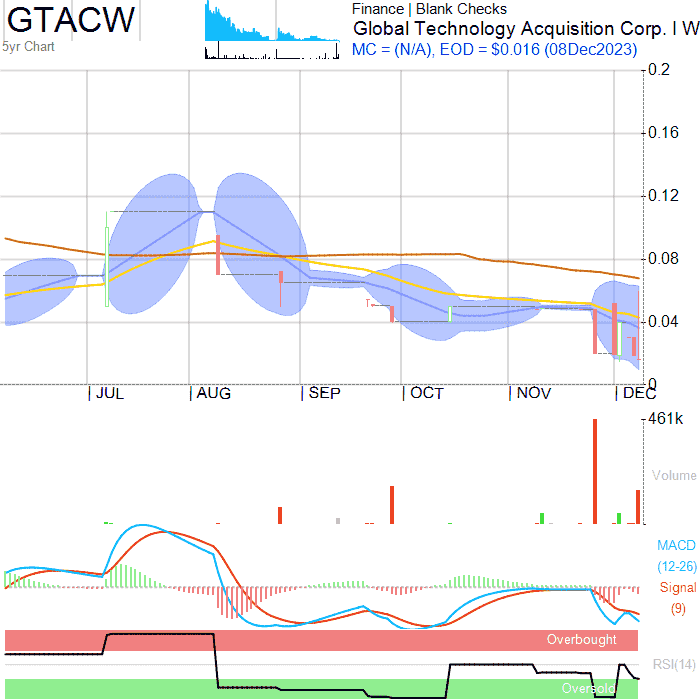 GTACW
5yr Chart
Finance | Blank Checks
Global Technology Acquisition Corp. I W
MC = (N/A), EOD = $0.016 (08Dec2023)
0.2
0.16
0.12
0.08
0.04
0
JUL AUG SEP OCT NOV DEC
461k
Volume
MACD
(12-26)
Signal
(9)
Overbought
RSI(14)
Oversold